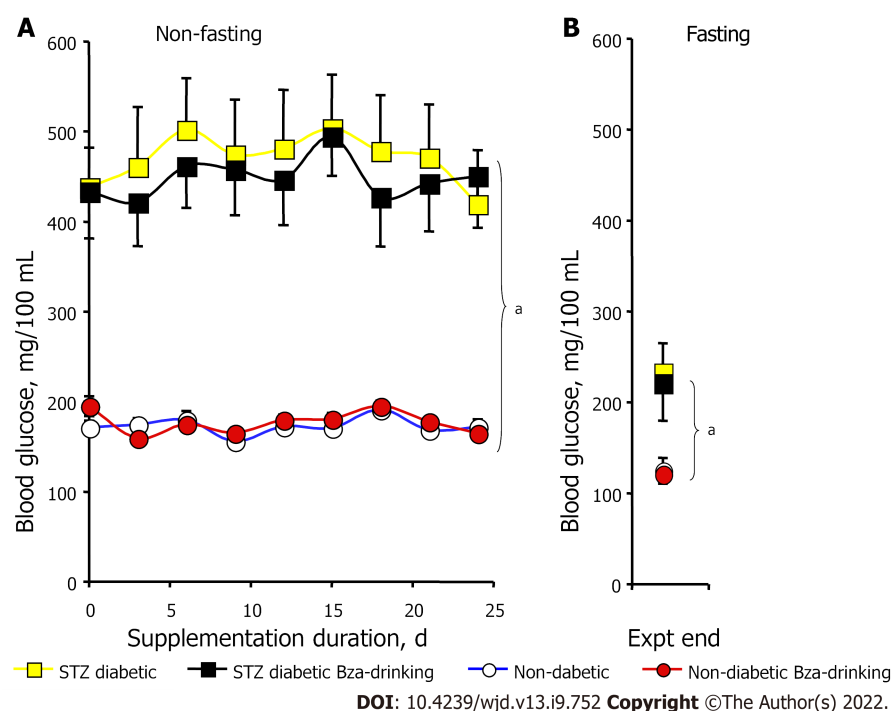 A
Non-fasting
600
500
400
300
200
100
0
Blood glucose, mg/100 mL
a
0 5 10 15 20 25
Supplementation duration, d
B
Fasting
600
500
400
300
200
100
0
Blood glucose, mg/100 mL
a
Expt end
STZ diabetic STZ diabetic Bza-drinking Non-dabetic Non-diabetic Bza-drinking
DOI: 10.4239/wjd.v13.i9.752 Copyright ©The Author(s) 2022.